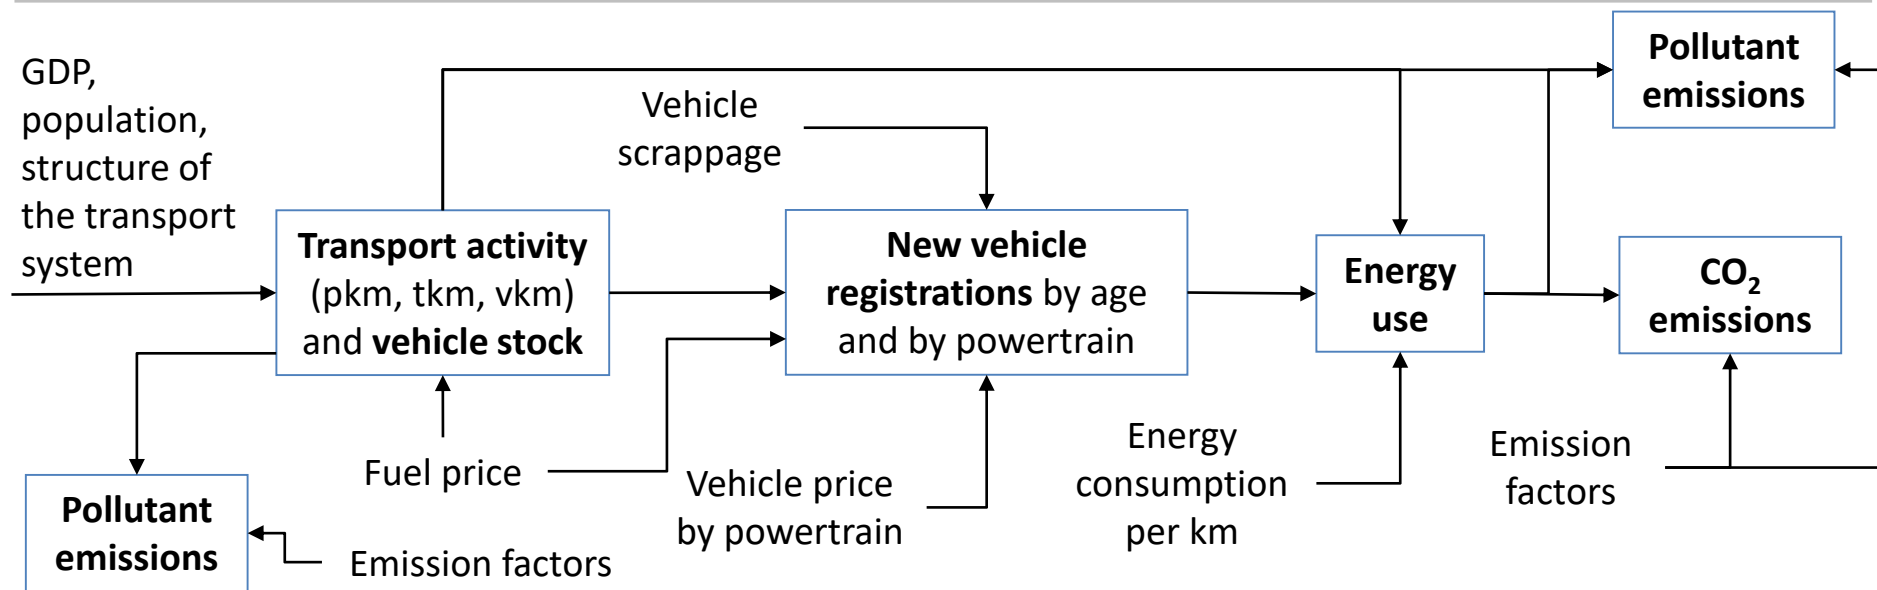 GDP,
population,
structure of
the transport
system
Vehicle
scrappage
Pollutant
emissions
Transport activity
(pkm, tkm, vkm)
and vehicle stock
New vehicle
registrations by age
and by powertrain
Energy
use
CO₂
emissions
Fuel price
Vehicle price
by powertrain
Energy
consumption
per km
Emission
factors
Pollutant
emissions
Emission factors